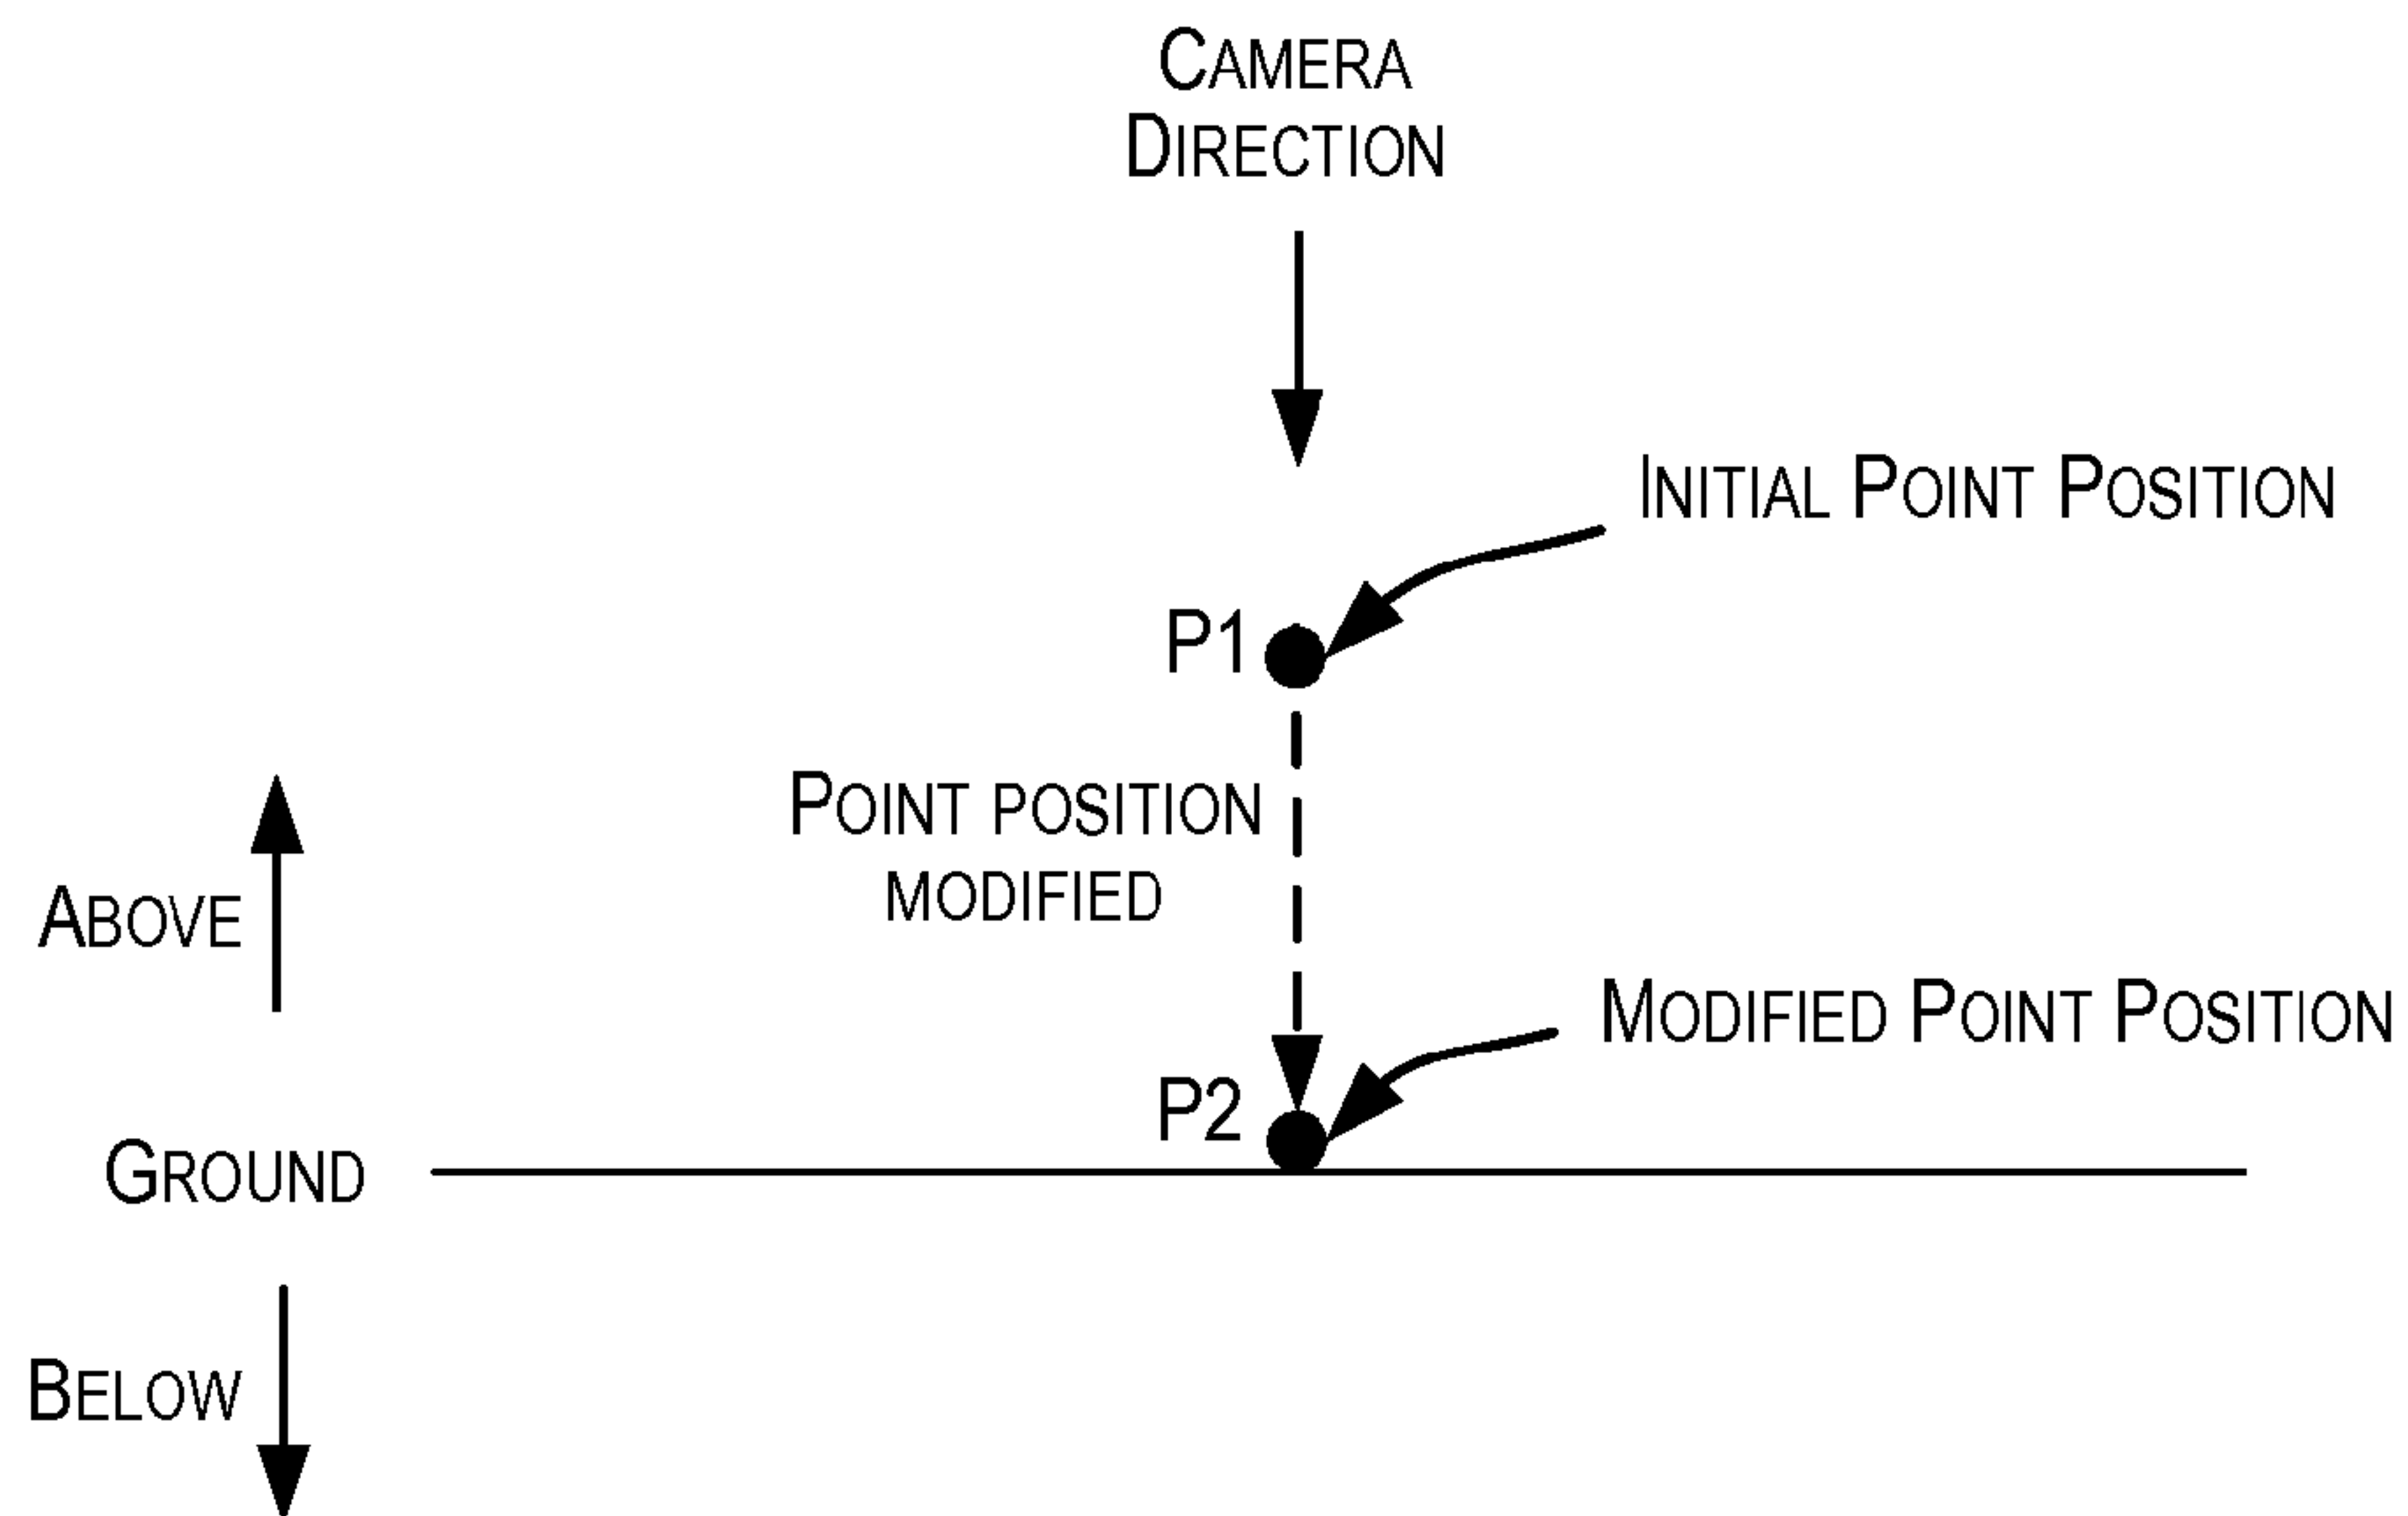 CAMERA
DIRECTION
INITIAL POINT POSITION
P1
POINT POSITION
MODIFIED
ABOVE
MODIFIED POINT POSITION
P2
GROUND
BELOW